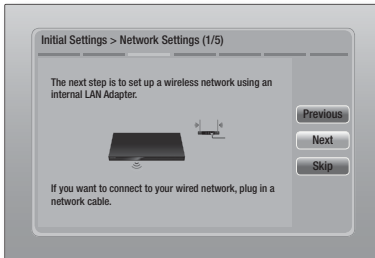 Initial Settings > Network Settings (1/5)
The next step is to set up a wireless network using an
internal LAN Adapter.
Previous
Next
Skip
If you want to connect to your wired network, plug in a
network cable.